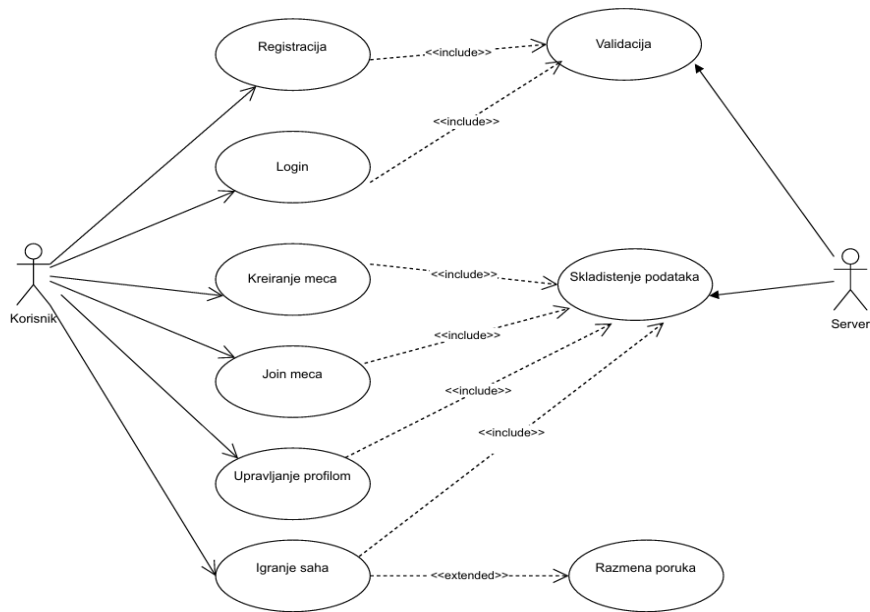 Registracija
<<include>>
Validacija
<<include>>
Login
Kreiranje meca
<<include>>
Skladistenje podataka
Korisnik
Server
<<include>>
Join meca
<<include>>
<<include>>
Upravljanje profilom
Igranje saha
<<extended>>
Razmena poruka